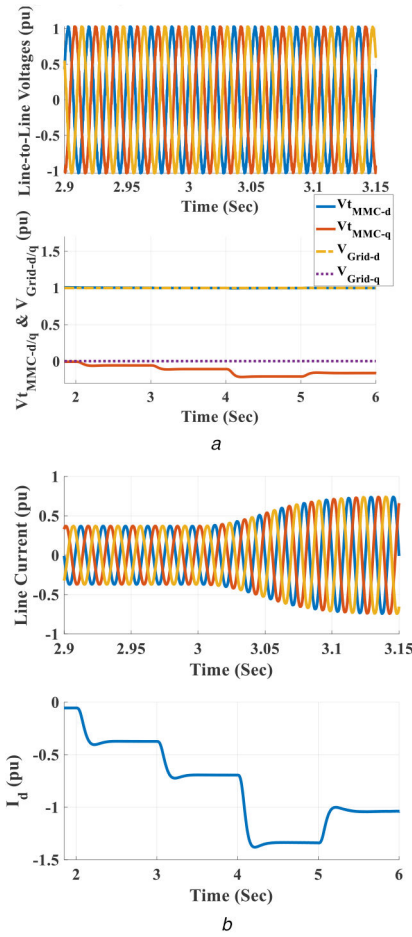 Line-to-Line Voltages (pu)
1
0.5
0
-0.5
-1
2.9 2.95 3 3.05 3.1 3.15
Time (Sec)
Vt_MMC-d
Vt_MMC-q
V_Grid-d
V_Grid-q
Vt_MMC-d/q & V_Grid-d/q (pu)
1.5
1
0.5
0
2 3 4 5 6
Time (Sec)
a
Line Current (pu)
1
0.5
0
-0.5
-1
2.9 2.95 3 3.05 3.1 3.15
Time (Sec)
I_d (pu)
0
-0.5
-1
-1.5
2 3 4 5 6
Time (Sec)
b